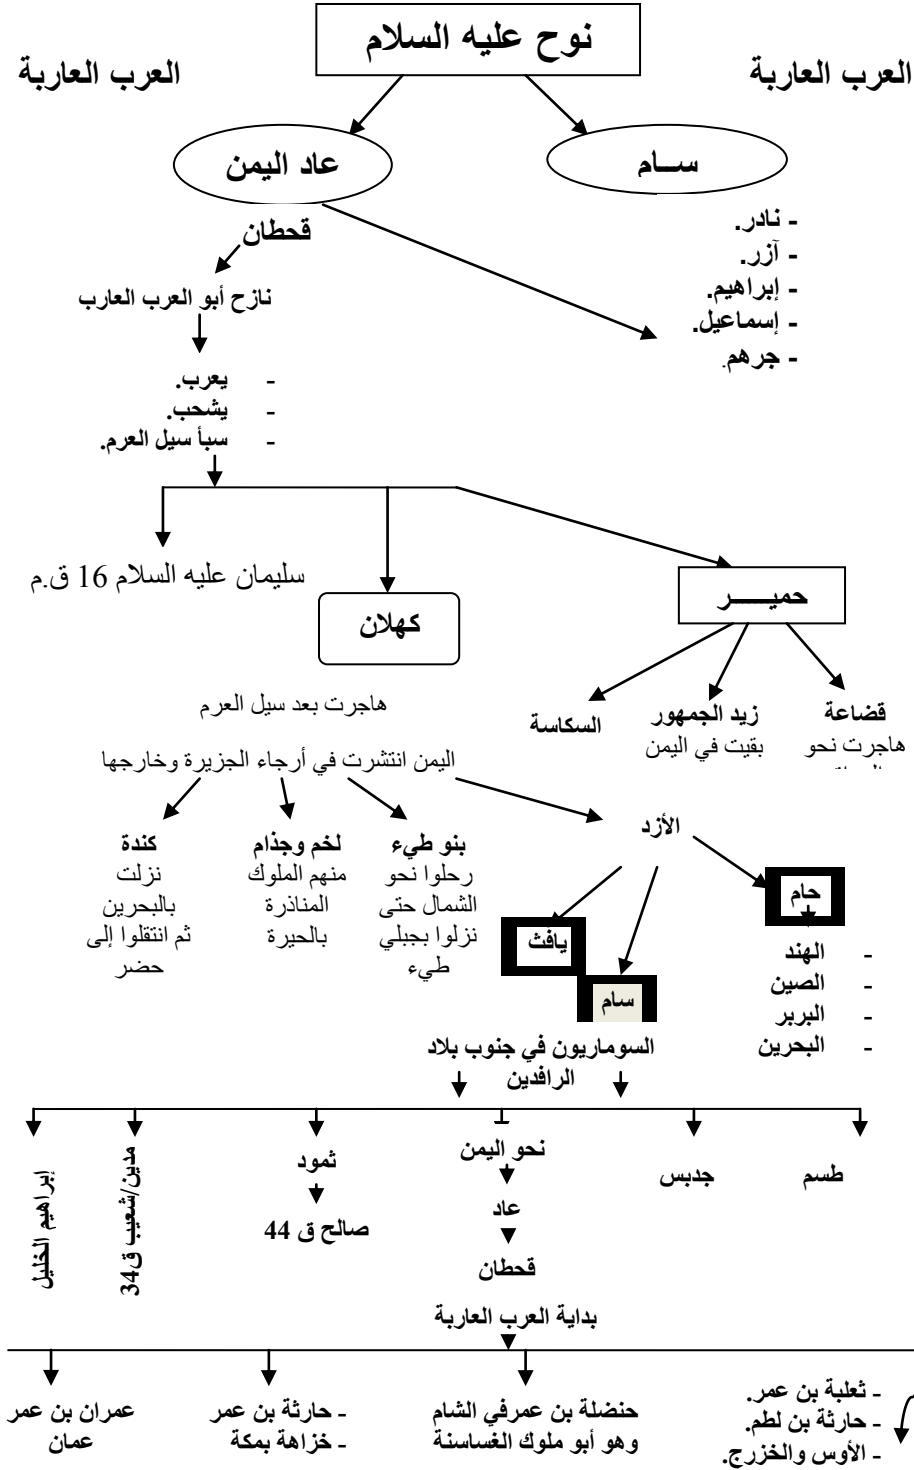 نوح عليه السلام
العرب العاربة
العرب العاربة
سـام
عاد اليمن
- نادر.
- آزر.
- إبراهيم.
- إسماعيل.
- جرهم.
قحطان
نازح أبو العرب العارب
- يعرب.
- يشحب.
- سبأ سيل العرم.
سليمان عليه السلام 16 ق.م
كهلان
حميـــر
قضاعة
هاجرت نحو
زيد الجمهور
بقيت في اليمن
السكاسة
هاجرت بعد سيل العرم
اليمن انتشرت في أرجاء الجزيرة وخارجها
الأزد
بنو طيء
رحلوا نحو
الشمال حتى
نزلوا بجبلي
طيء
لخم وجذام
منهم الملوك
المناذرة
بالحيرة
كندة
نزلت
بالبحرين
ثم انتقلوا إلى
حضر
حام
يافث
سام
- الهند
- الصين
- البربر
- البحرين
السوماريون في جنوب بلاد
الرافدين
طسم
جدبس
نحو اليمن
عاد
قحطان
ثمود
صالح ق 44
مدين/شعيب ق34
إبراهيم الخليل
بداية العرب العاربة
- ثعلبة بن عمر.
- حارثة بن لطم.
- الأوس والخزرج.
حنضلة بن عمرفي الشام
وهو أبو ملوك الغساسنة
- حارثة بن عمر
- خزاهة بمكة
عمران بن عمر
عمان